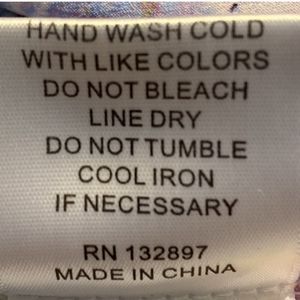 HAND WASH COLD
WITH LIKE COLORS
DO NOT BLEACH
LINE DRY
DO NOT TUMBLE
COOL IRON
IF NECESSARY
RN 132897
MADE IN CHINA